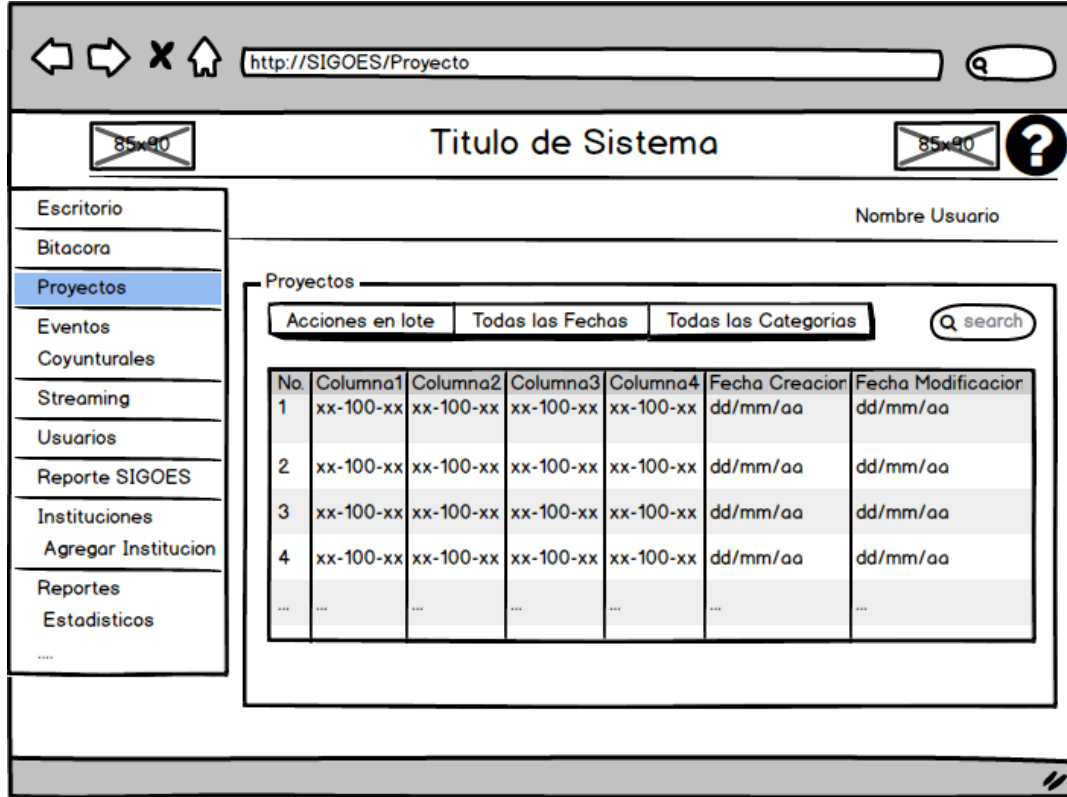 http://SIGOES/Proyecto
85x90
Titulo de Sistema
85x90
?
Nombre Usuario
Escritorio
Bitacora
Proyectos
Eventos
Coyunturales
Streaming
Usuarios
Reporte SIGOES
Instituciones
Agregar Institucion
Reportes
Estadisticos
....
Proyectos
Acciones en lote Todas las Fechas Todas las Categorias search
No. Columna1 Columna2 Columna3 Columna4 Fecha Creacion Fecha Modificacion
1 xx-100-xx xx-100-xx xx-100-xx xx-100-xx dd/mm/aa dd/mm/aa
2 xx-100-xx xx-100-xx xx-100-xx xx-100-xx dd/mm/aa dd/mm/aa
3 xx-100-xx xx-100-xx xx-100-xx xx-100-xx dd/mm/aa dd/mm/aa
4 xx-100-xx xx-100-xx xx-100-xx xx-100-xx dd/mm/aa dd/mm/aa
... ... ... ... ... ... ...